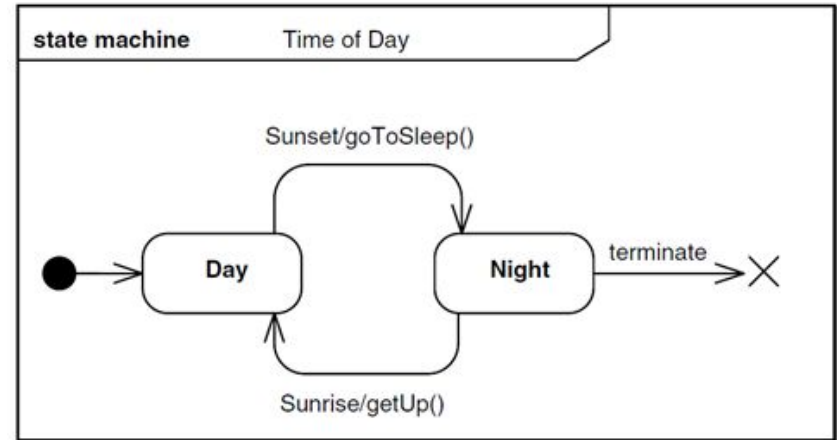 state machine Time of Day
Sunset/goToSleep()
Day
Night
terminate
Sunrise/getUp()